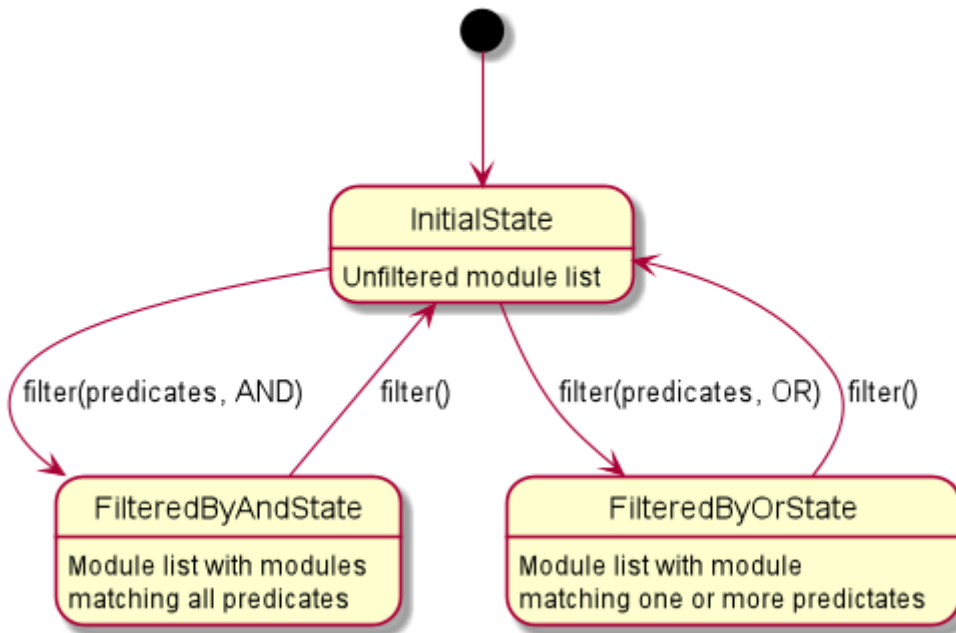 InitialState
Unfiltered module list
filter(predicates, AND)
filter()
filter(predicates, OR)
filter()
FilteredByAndState
Module list with modules
matching all predicates
FilteredByOrState
Module list with module
matching one or more predictates